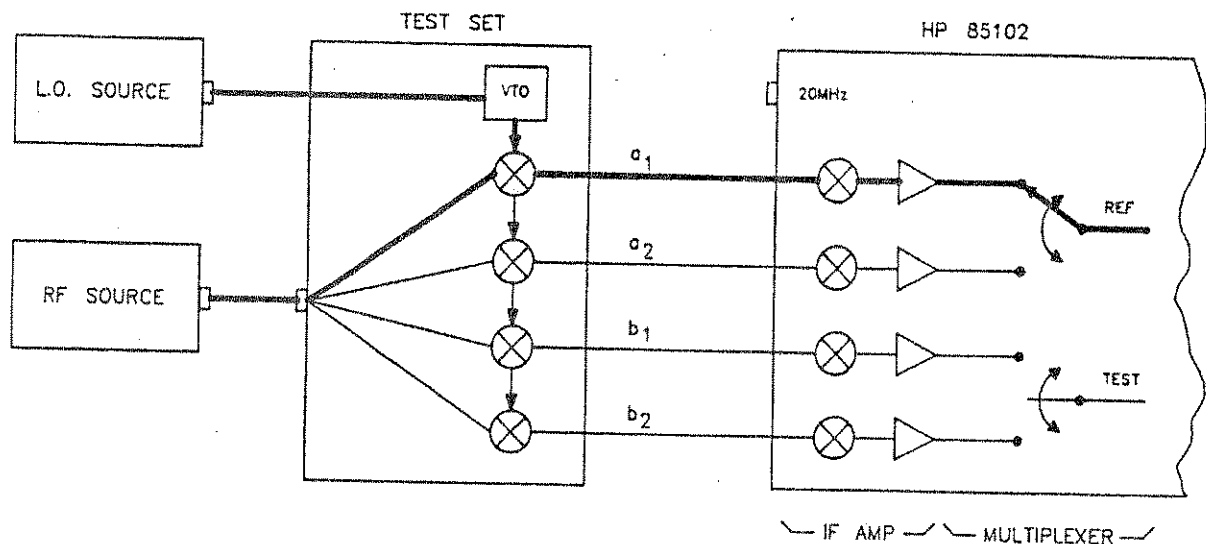 TEST SET
HP 85102
L.O. SOURCE
VTO
20MHz
a1
REF
a2
RF SOURCE
b1
TEST
b2
IF AMP
MULTIPLEXER